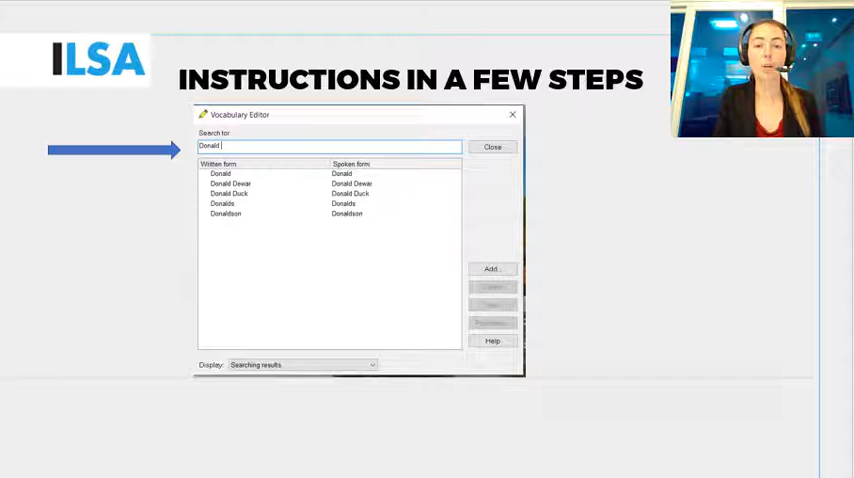 ILSA
INSTRUCTIONS IN A FEW STEPS
Vocabulary Editor
Search for
Donald
Close
Written form Spoken form
Donald Donald
Donald Dewar Donald Dewar
Donald Duck Donald Duck
Donalds Donalds
Donaldson Donaldson
Add...
Help
Display: Searching results